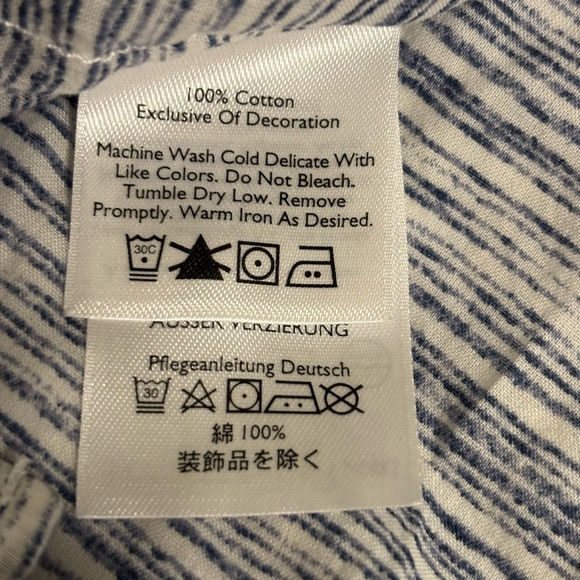 100% Cotton
Exclusive Of Decoration
Machine Wash Cold Delicate With
Like Colors. Do Not Bleach.
Tumble Dry Low. Remove
Promptly. Warm Iron As Desired.
30C
AUSSER VERZIERUNG
Pflegeanleitung Deutsch
30
綿 100%
装飾品を除く